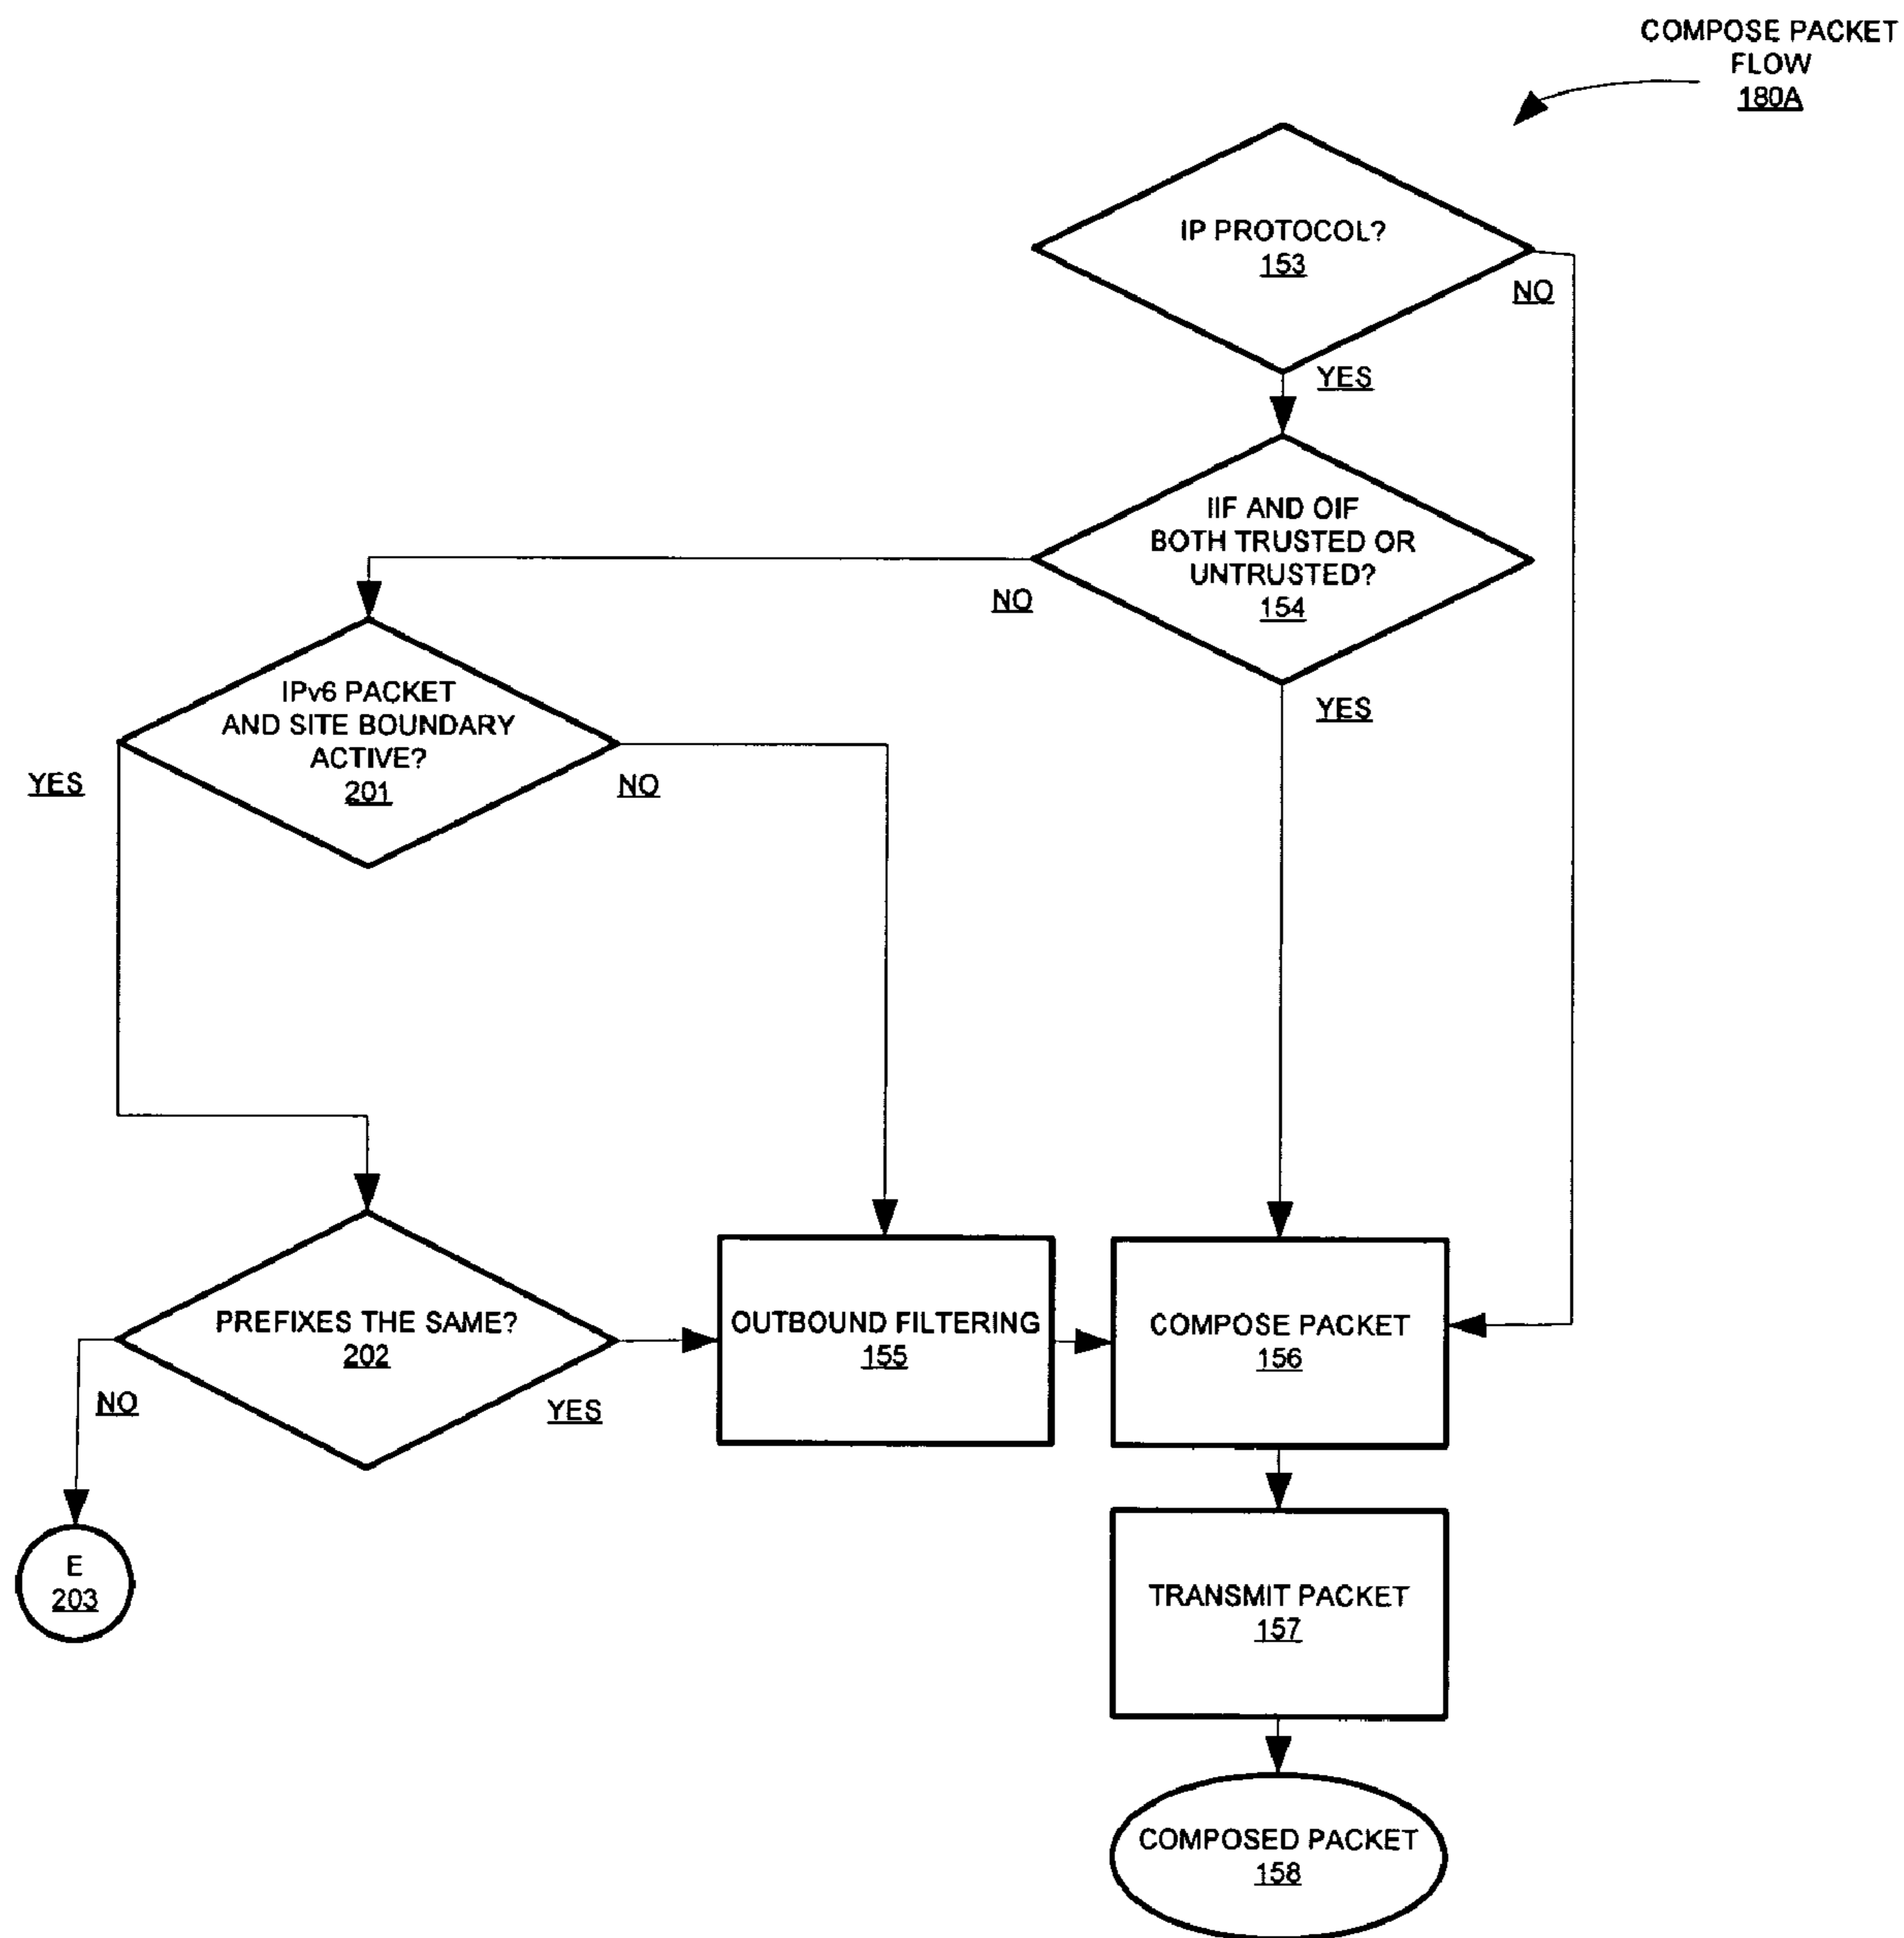 COMPOSE PACKET
FLOW
180A
IP PROTOCOL?
153
NO
YES
IIF AND OIF
BOTH TRUSTED OR
UNTRUSTED?
154
NO
YES
IPv6 PACKET
AND SITE BOUNDARY
ACTIVE?
201
YES
NO
PREFIXES THE SAME?
202
NO
YES
OUTBOUND FILTERING
155
COMPOSE PACKET
156
E
203
TRANSMIT PACKET
157
COMPOSED PACKET
158